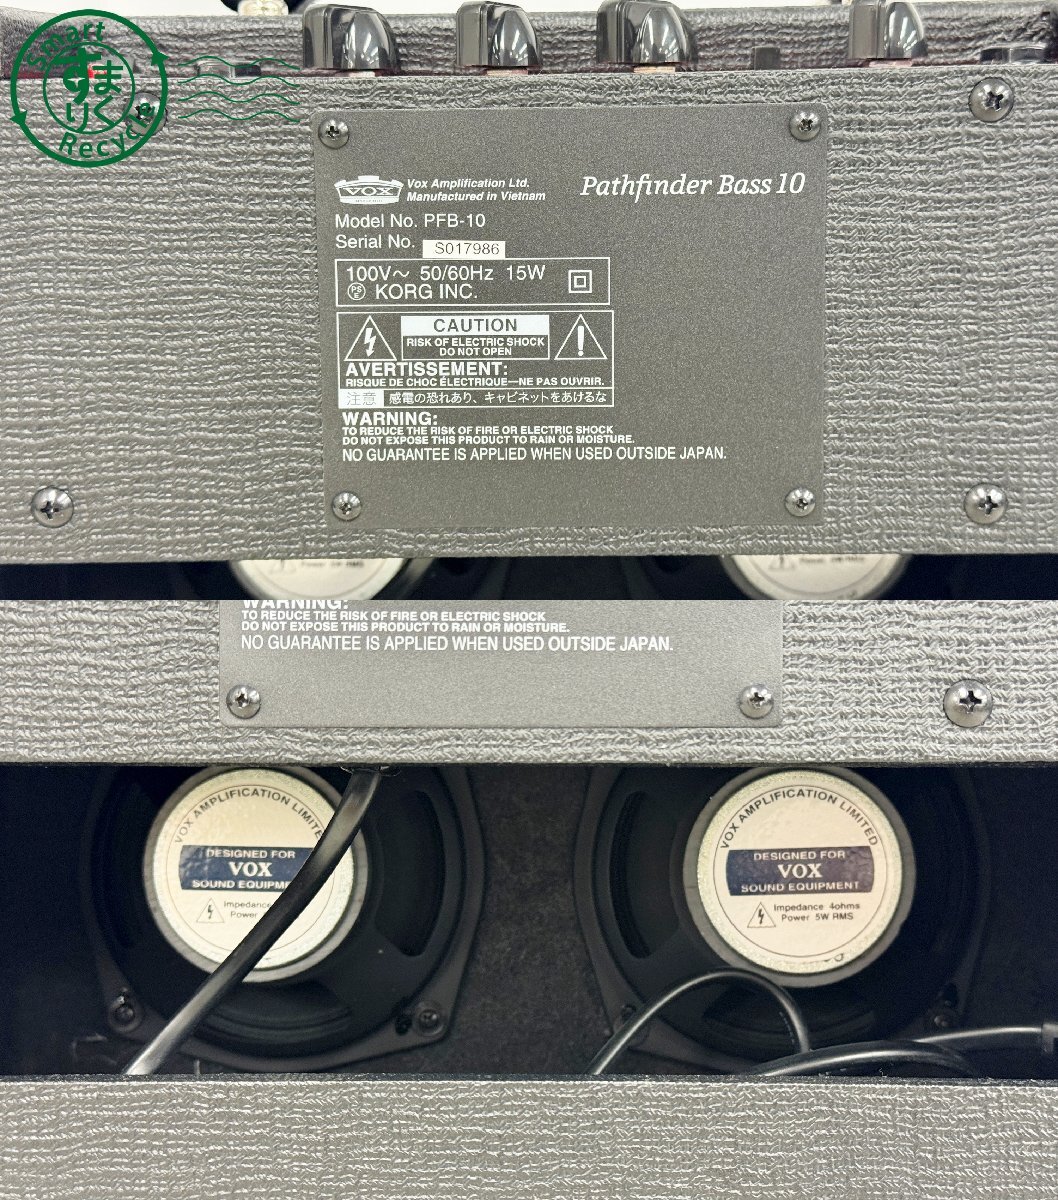 Smart
すまりく
Recycle
VOX
Vox Amplification Ltd.
Manufactured in Vietnam
Pathfinder Bass 10
Model No. PFB-10
Serial No. S017986
100V～ 50/60Hz 15W
PS E KORG INC.
CAUTION
RISK OF ELECTRIC SHOCK
DO NOT OPEN
AVERTISSEMENT:
RISQUE DE CHOC ÉLECTRIQUE—NE PAS OUVRIR.
注意 感電の恐れあり、キャビネットをあけるな
WARNING:
TO REDUCE THE RISK OF FIRE OR ELECTRIC SHOCK
DO NOT EXPOSE THIS PRODUCT TO RAIN OR MOISTURE.
NO GUARANTEE IS APPLIED WHEN USED OUTSIDE JAPAN.
Power 5W RMS
WARNING:
TO REDUCE THE RISK OF FIRE OR ELECTRIC SHOCK
DO NOT EXPOSE THIS PRODUCT TO RAIN OR MOISTURE.
NO GUARANTEE IS APPLIED WHEN USED OUTSIDE JAPAN.
VOX AMPLIFICATION LIMITED
DESIGNED FOR
VOX
SOUND EQUIPM
Impedance
Power
VOX AMPLIFICATION LIMITED
DESIGNED FOR
VOX
SOUND EQUIPMENT
Impedance 4ohms
Power 5W RMS